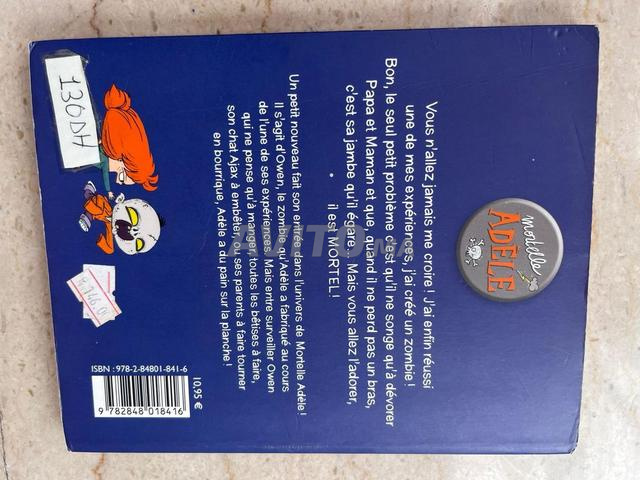 mortelle
ADÈLE
Vous n'allez jamais me croire ! J'ai enfin réussi
une de mes expériences, j'ai créé un zombie !
Bon, le seul petit problème c'est qu'il ne songe qu'à dévorer
Papa et Maman et que, quand il ne perd pas un bras,
c'est sa jambe qu'il égare... Mais vous allez l'adorer,
il est MORTEL !
Un petit nouveau fait son entrée dans l'univers de Mortelle Adèle !
Il s'agit d'Owen, le zombie qu'Adèle a fabriqué au cours
de l'une de ses expériences. Mais entre surveiller Owen
qui ne pense qu'à manger, toutes les bêtises à faire,
son chat Ajax à embêter, et ses parents à faire tourner
en bourrique, Adèle a du pain sur la planche !
130DH
ISBN : 978-2-84801-841-6
9 782848 018416
10,95 €